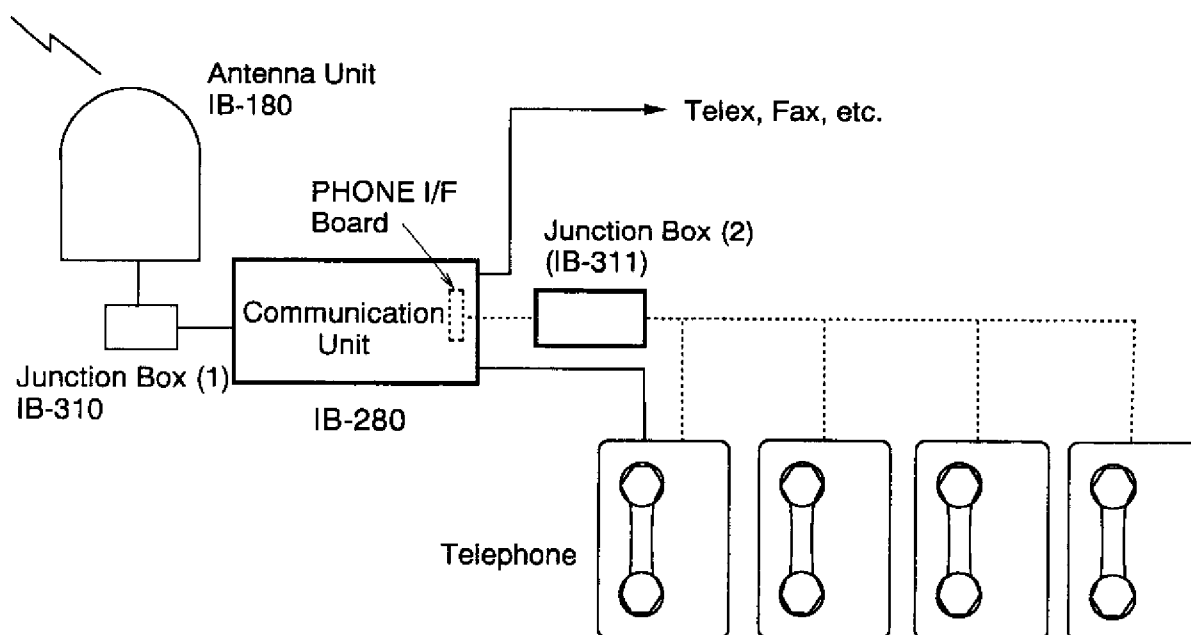 Antenna Unit
IB-180
Telex, Fax, etc.
PHONE I/F
Board
Junction Box (2)
(IB-311)
Communication
Unit
Junction Box (1)
IB-310
IB-280
Telephone